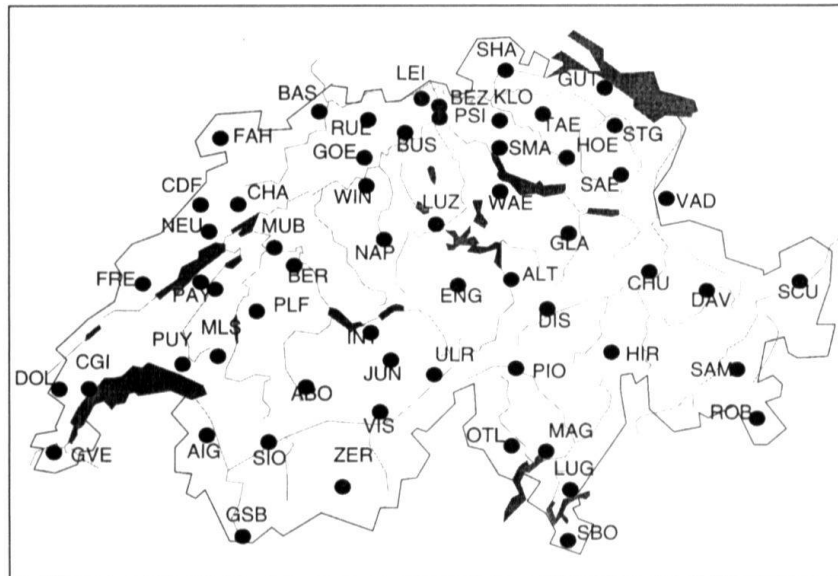 SHA
GUT
LEI
BAS
BEZ KLO
RUE
PSI
TAE
STG
FAH
BUS
GOE
SMA
HOE
SAE
CDF
CHA
WIN
WAE
VAD
NEU
LUZ
MUB
NAP
GLA
FRE
BER
ALT
CHU
PAY
ENG
DAV
SCU
PLF
DIS
MLS
INT
PUY
HIR
CGI
JUN
ULR
PIO
SAM
DOL
ABO
VIS
ROB
OTL
MAG
GVE
AIG
SIO
ZER
LUG
GSB
SBO